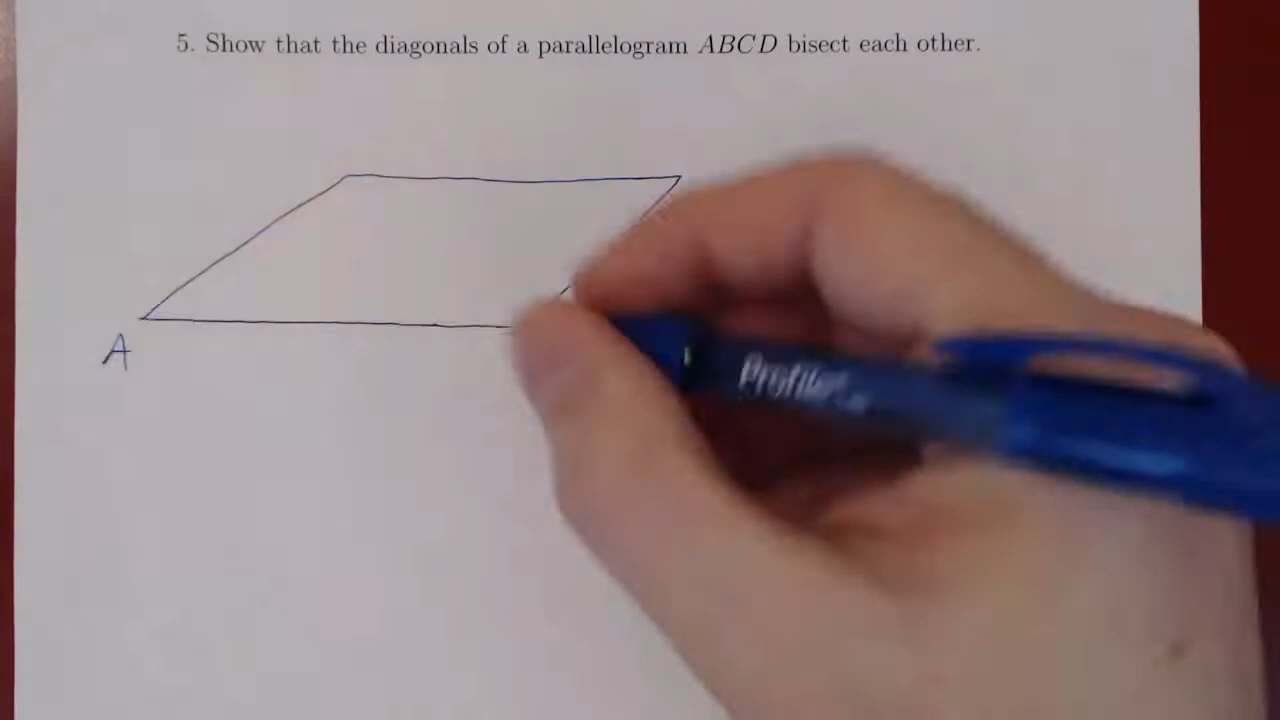 5. Show that the diagonals of a parallelogram ABCD bisect each other.
A